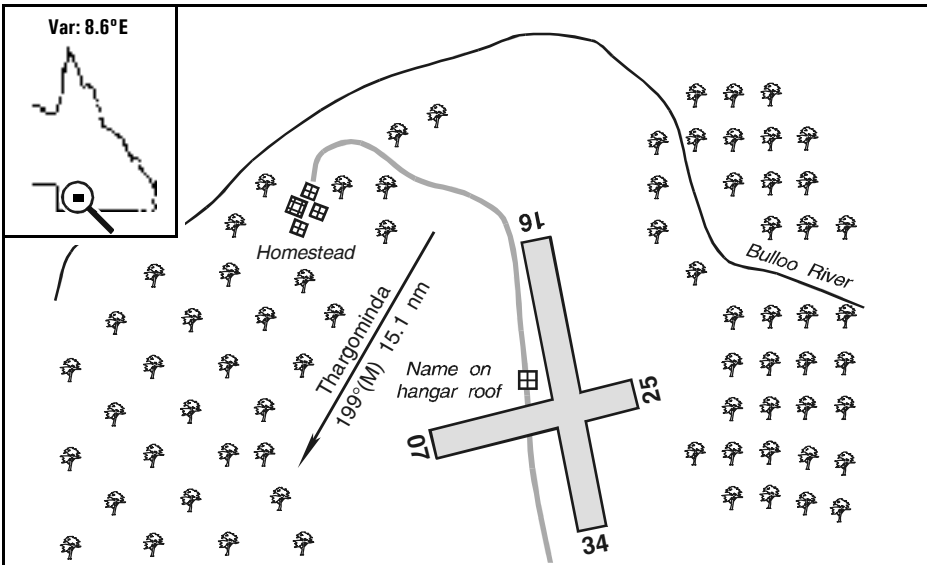 Var: 8.6°E
16
Homestead
Bulloo River
Thargominda
199°(M) 15.1 nm
Name on
hangar roof
25
07
34